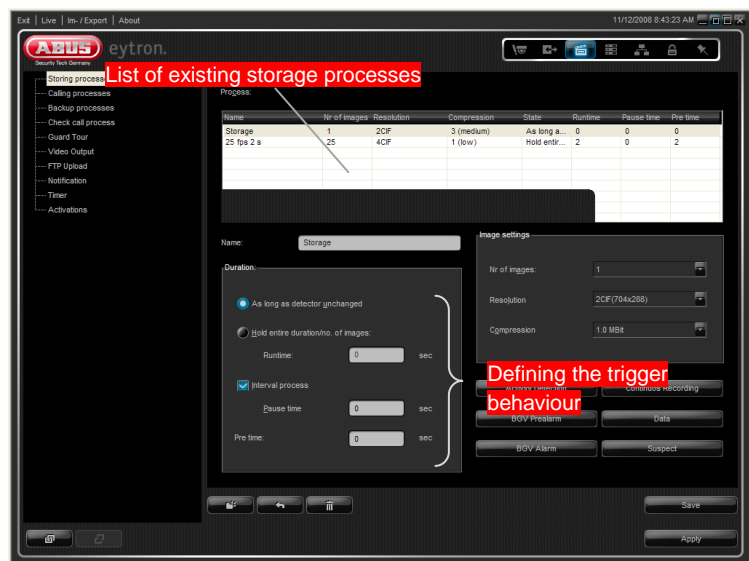 Exit | Live | Im- / Export | About
11/12/2008 8:43:23 AM
ABUS eytron.
Security Tech Germany
Storing process
List of existing storage processes
Calling processes
Backup processes
Check call process
Guard Tour
Video Output
FTP Upload
Notification
Timer
Activations
Process:
Name Nr of images Resolution Compression State Runtime Pause time Pre time
Storage 1 2CIF 3 (medium) As long a... 0 0 0
25 fps 2 s 25 4CIF 1 (low) Hold entir... 2 0 2
Name: Storage
Duration:
As long as detector unchanged
Hold entire duration/no. of images:
Runtime: 0 sec
Interval process
Pause time 0 sec
Pre time: 0 sec
Image settings
Nr of images: 1
Resolution 2CIF(704x288)
Compression 1.0 MBit
Defining the trigger
behaviour
Continuos Recording
BGV Prealarm Data
BGV Alarm Suspect
Save
Apply